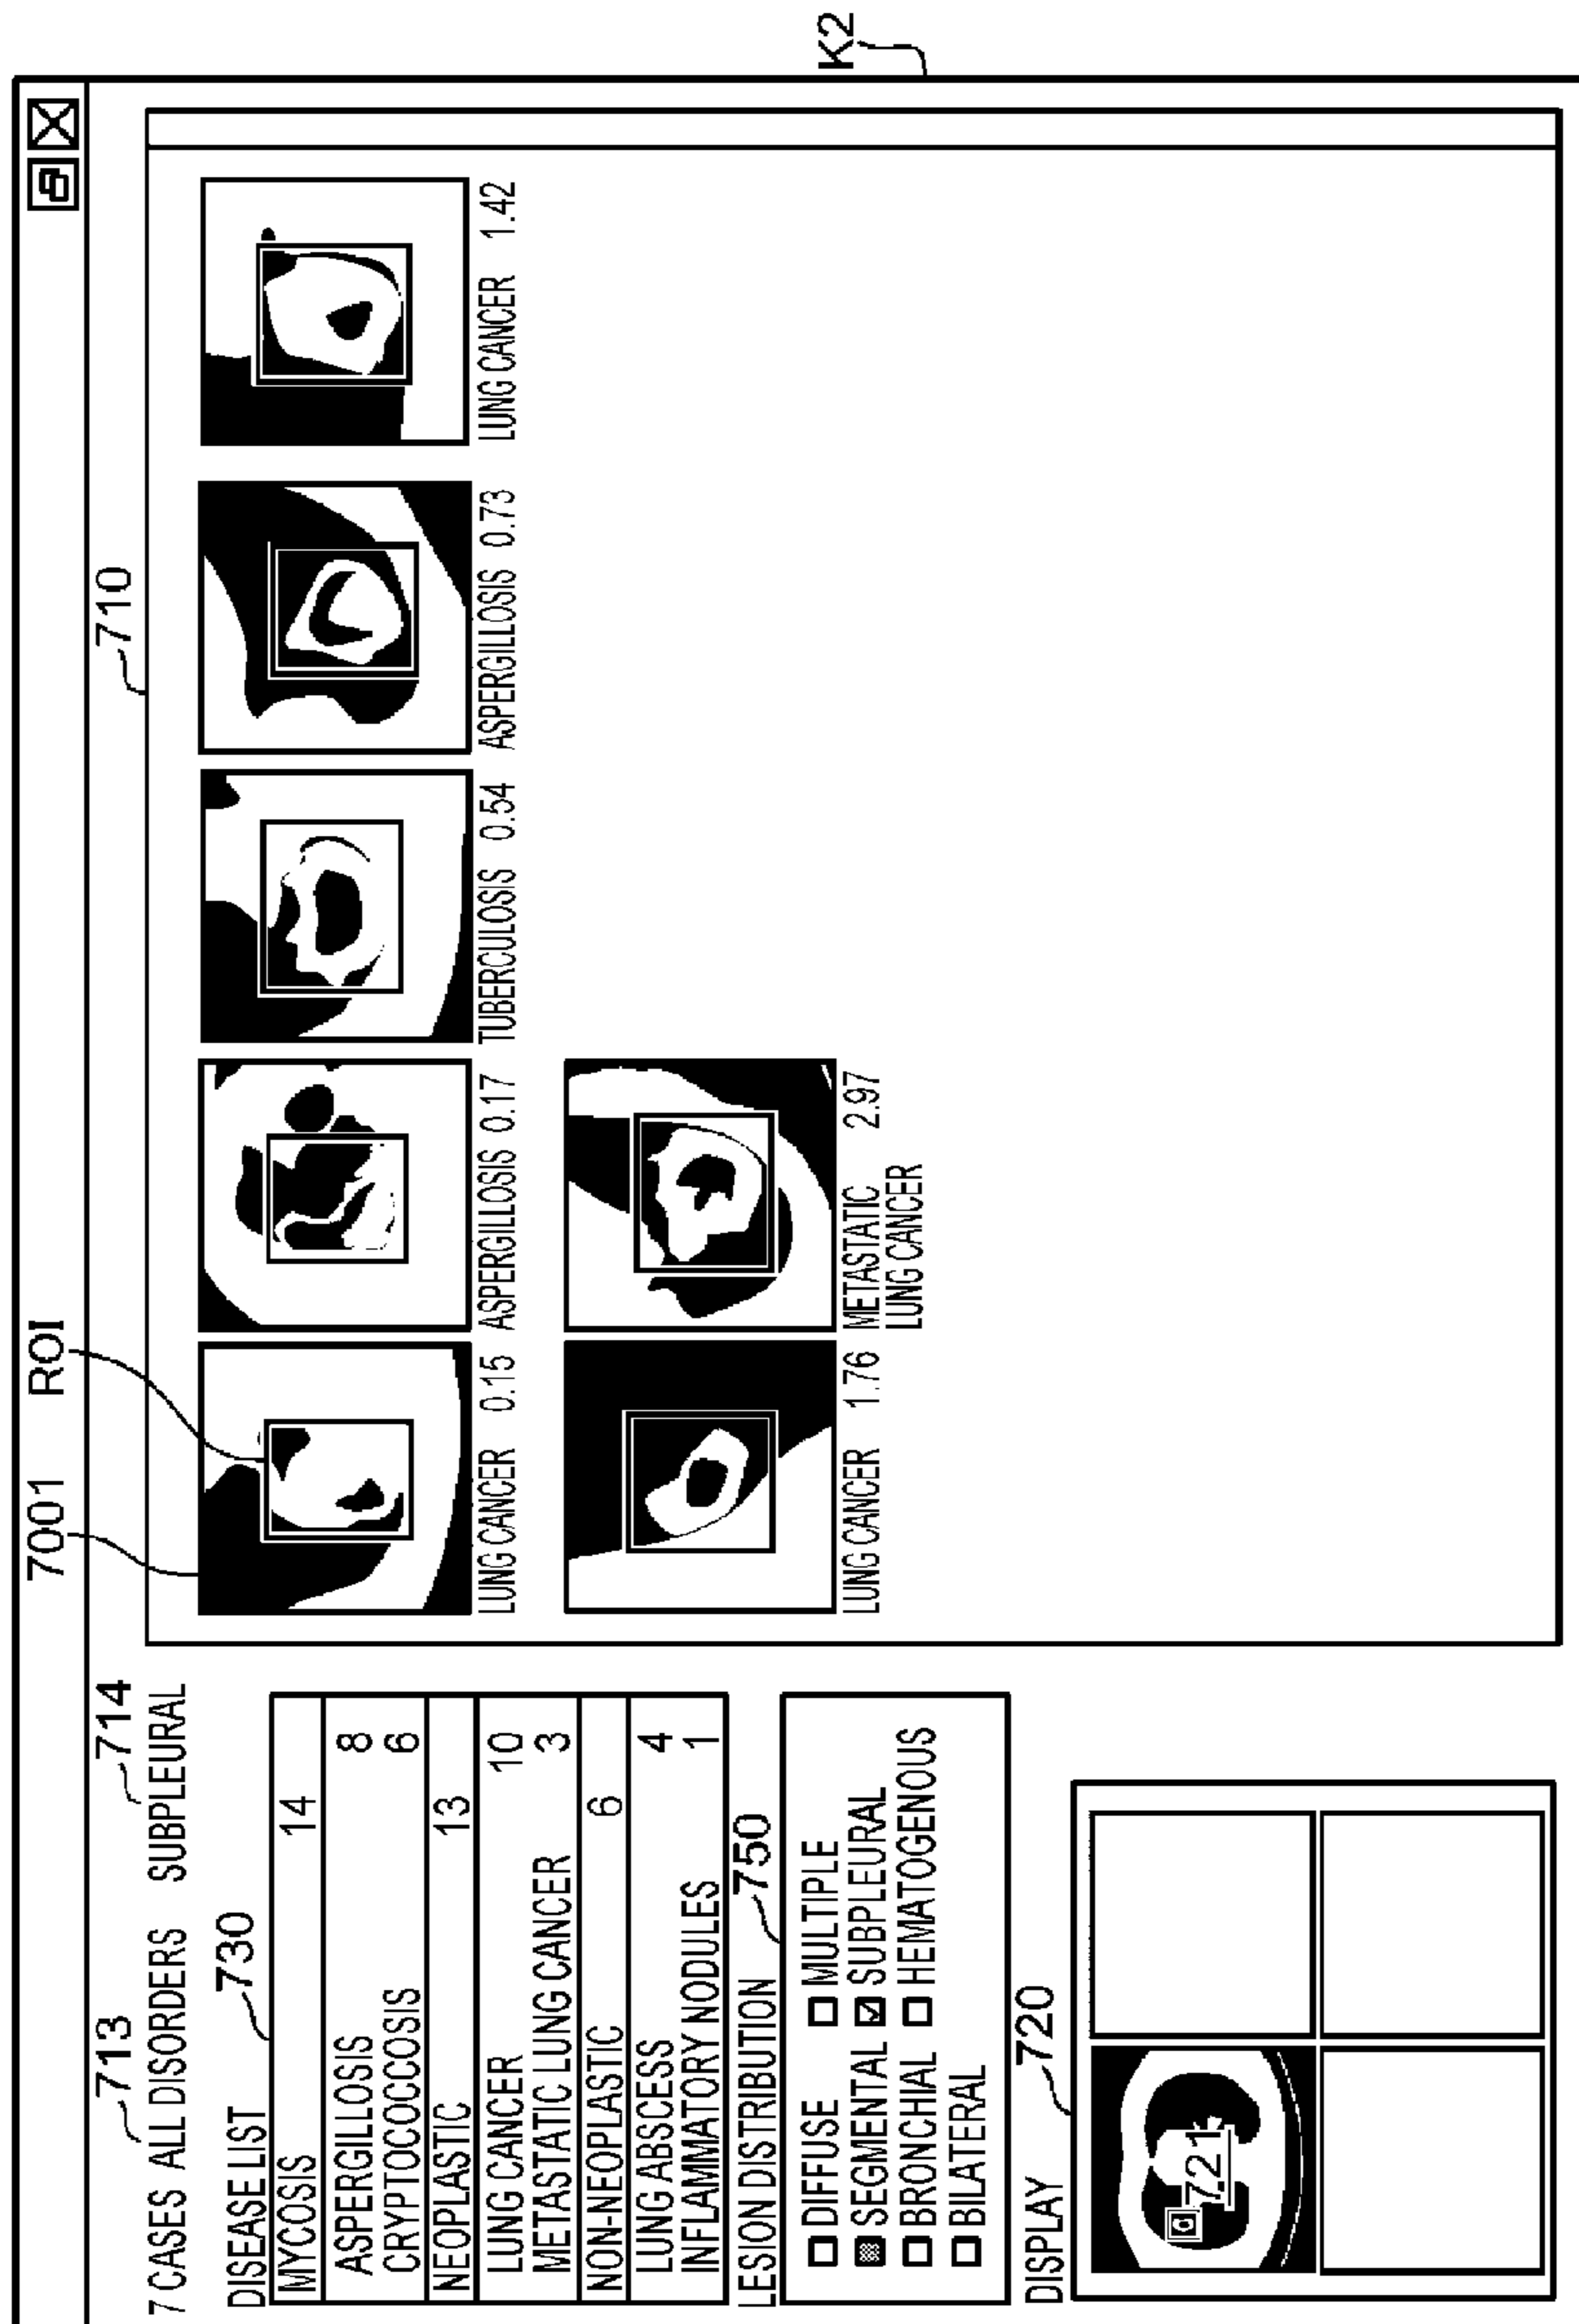 7001 ROI
K2
713
714
710
7 CASES ALL DISORDERS SUBPLEURAL
DISEASE LIST 730
MYCOSIS 14
ASPERGILLOSIS 8
CRYPTOCOCCOSIS 6
NEOPLASTIC 13
LUNG CANCER 10
METASTATIC LUNG CANCER 3
NON-NEOPLASTIC 6
LUNG ABSCESS 4
INFLAMMATORY NODULES 1
LESION DISTRIBUTION 750
DIFFUSE MULTIPLE
SEGMENTAL SUBPLEURAL
BRONCHIAL HEMATOGENOUS
BILATERAL
DISPLAY 720
721
LUNG CANCER 0.15
ASPERGILLOSIS 0.17
TUBERCULOSIS 0.54
ASPERGILLOSIS 0.73
LUNG CANCER 1.42
LUNG CANCER 1.76
METASTATIC 2.97
LUNG CANCER